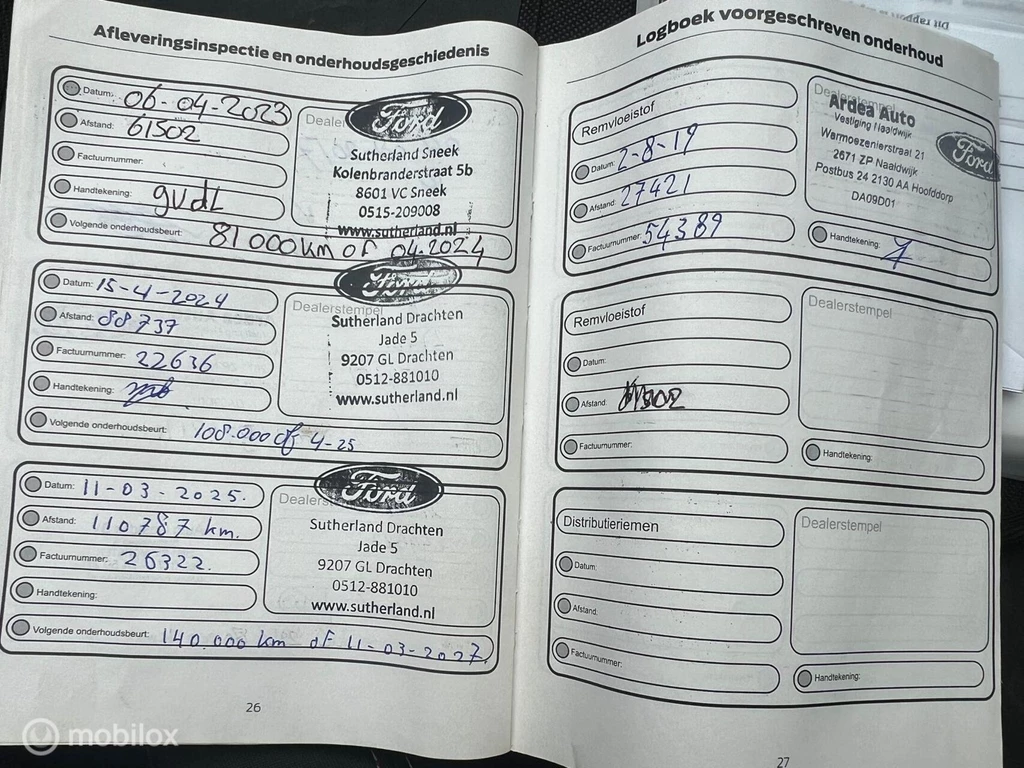 Afleveringsinspectie en onderhoudsgeschiedenis
Datum: 06-04-2023
Afstand: 61502
Factuurnummer:
Handtekening: gvdL
Volgende onderhoudsbeurt: 81000km of 04.2024
Dealer
Ford
Sutherland Sneek
Kolenbranderstraat 5b
8601 VC Sneek
0515-209008
www.sutherland.nl
Datum: 15-4-2024
Afstand: 88737
Factuurnummer: 22636
Handtekening:
Volgende onderhoudsbeurt: 108.000 of 4-25
Dealerstempel
Ford
Sutherland Drachten
Jade 5
9207 GL Drachten
0512-881010
www.sutherland.nl
Datum: 11-03-2025.
Afstand: 110787 km.
Factuurnummer: 26322.
Handtekening:
Volgende onderhoudsbeurt: 140.000 km of 11-03-2027.
Dealers
Ford
Sutherland Drachten
Jade 5
9207 GL Drachten
0512-881010
www.sutherland.nl
26
Logboek voorgeschreven onderhoud
Remvloeistof
Datum: 2-8-19
Afstand: 27421
Factuurnummer: 54389
Dealerstempel
Ardea Auto
Vestiging Naaldwijk
Warmoezenierstraat 21
2671 ZP Naaldwijk
Postbus 24 2130 AA Hoofddorp
DA09D01
Ford
Handtekening:
Remvloeistof
Datum:
Afstand:
Factuurnummer:
Dealerstempel
Handtekening:
Distributieriemen
Datum:
Afstand:
Factuurnummer:
Dealerstempel
Handtekening:
27
mobilox